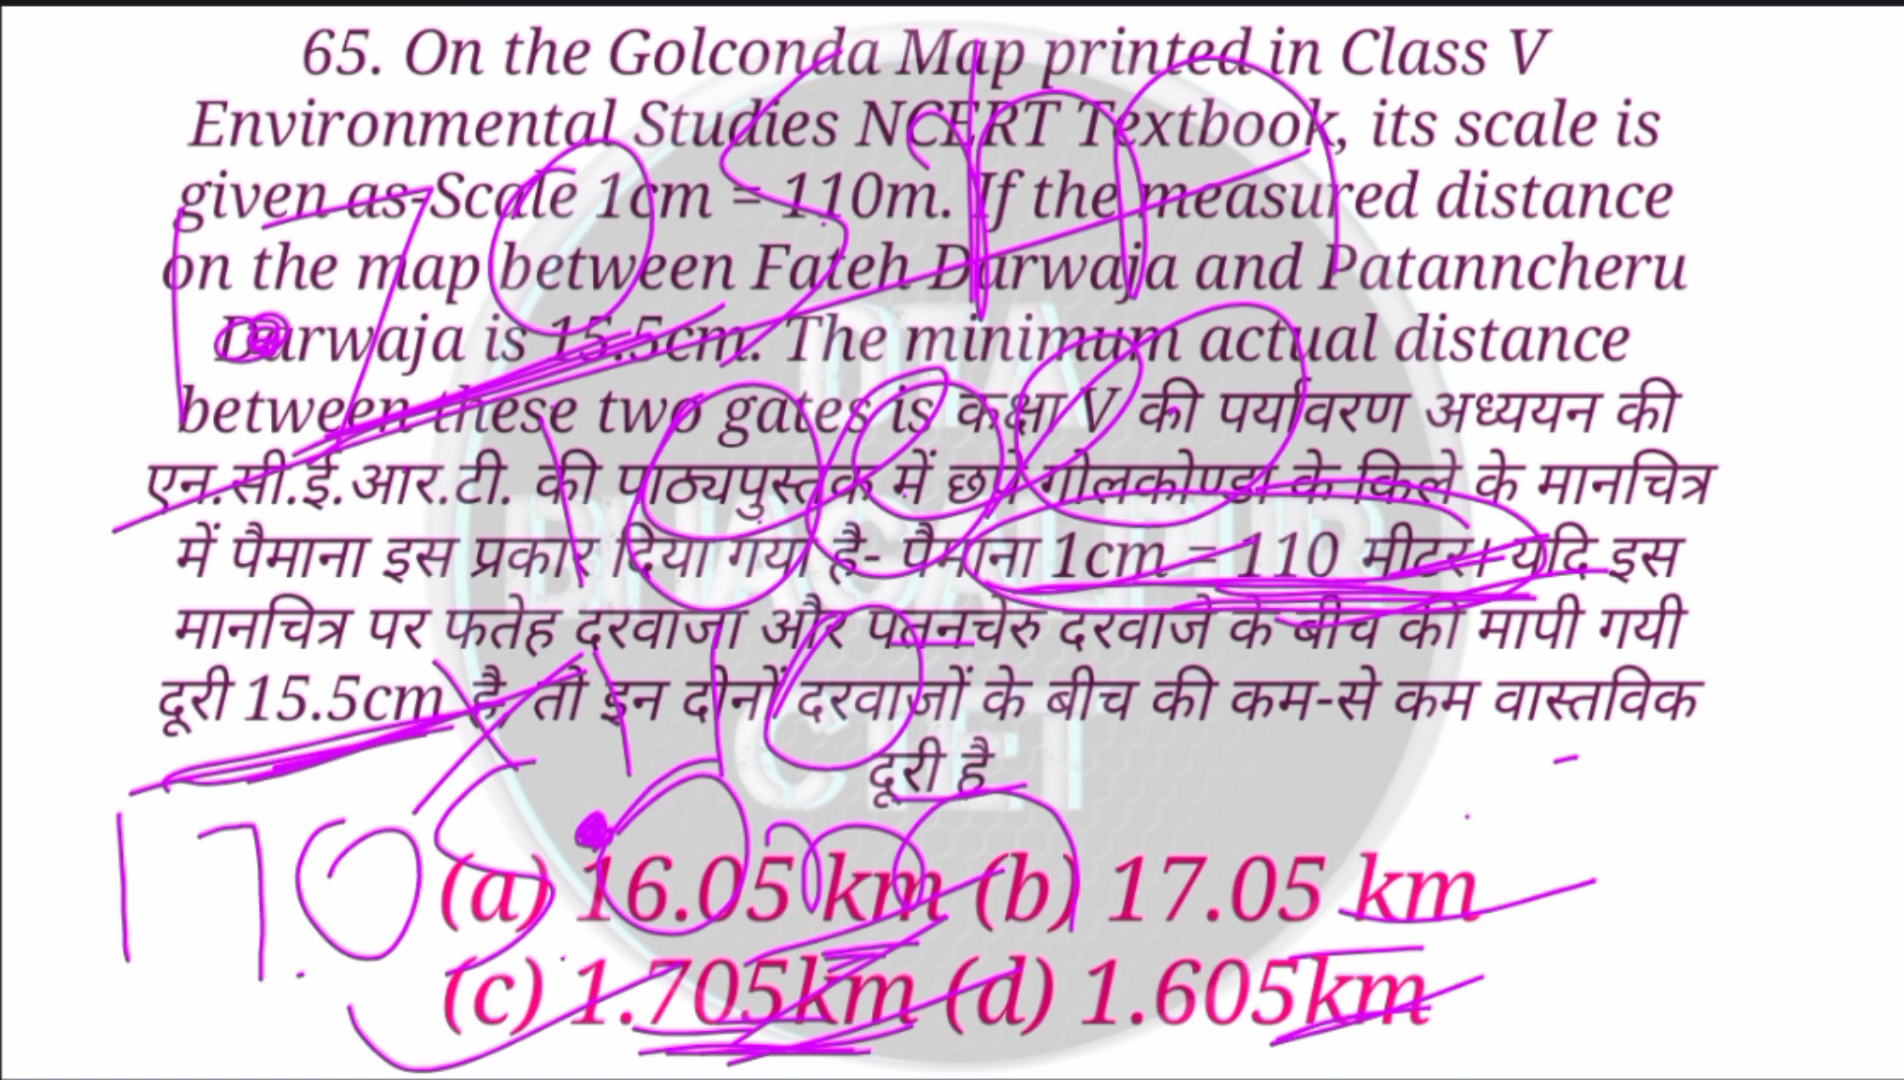 65. On the Golconda Map printed in Class V
Environmental Studies NCERT Textbook, its scale is
given as-Scale 1cm = 110m. If the measured distance
on the map between Fateh Darwaja and Patanncheru
Darwaja is 15.5cm. The minimum actual distance
between these two gates is कक्षा V की पर्यावरण अध्ययन की
एन.सी.ई.आर.टी. की पाठ्यपुस्तक में छपे गोलकोण्डा के किले के मानचित्र
में पैमाना इस प्रकार दिया गया है- पैमाना 1cm = 110 मीटर। यदि इस
मानचित्र पर फतेह दरवाजा और पतनचेरु दरवाजे के बीच की मापी गयी
दूरी 15.5cm है, तो इन दोनों दरवाजों के बीच की कम-से कम वास्तविक
दूरी है
(a) 16.05 km (b) 17.05 km
(c) 1.705km (d) 1.605km